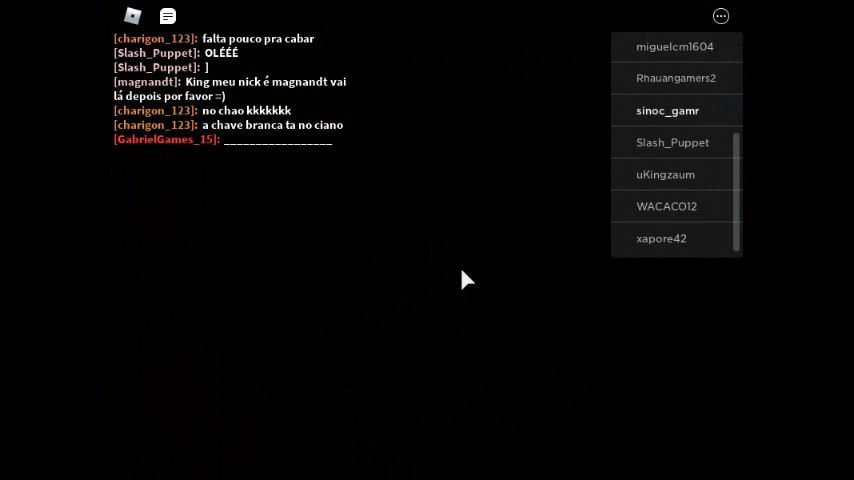 [charigon_123]: falta pouco pra cabar
[Slash_Puppet]: OLÉÉÉ
[Slash_Puppet]: ]
[magnandt]: King meu nick é magnandt vai
lá depois por favor =)
[charigon_123]: no chao kkkkkkk
[charigon_123]: a chave branca ta no ciano
[GabrielGames_15]: _________________
miguelcm1604
Rhauangamers2
sinoc_gamr
Slash_Puppet
uKingzaum
WACACO12
xapore42